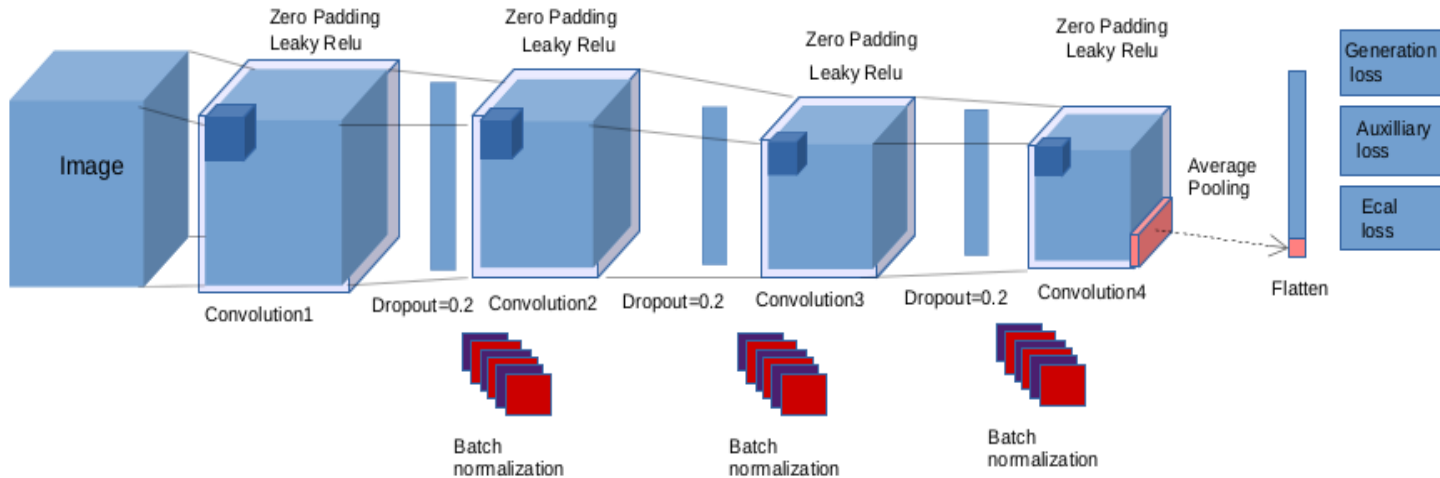 Zero Padding
Leaky Relu
Zero Padding
Leaky Relu
Zero Padding
Leaky Relu
Zero Padding
Leaky Relu
Image
Convolution1
Dropout=0.2
Convolution2
Dropout=0.2
Convolution3
Dropout=0.2
Convolution4
Average
Pooling
Flatten
Generation
loss
Auxilliary
loss
Ecal
loss
Batch
normalization
Batch
normalization
Batch
normalization